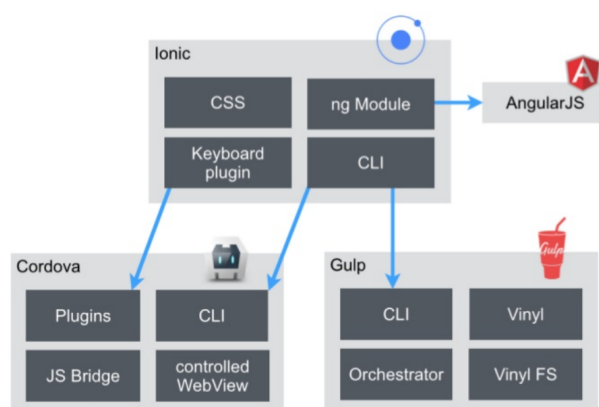 Ionic
CSS
ng Module
AngularJS
Keyboard
plugin
CLI
Cordova
Gulp
Gulp
Plugins
CLI
CLI
Vinyl
JS Bridge
controlled
WebView
Orchestrator
Vinyl FS